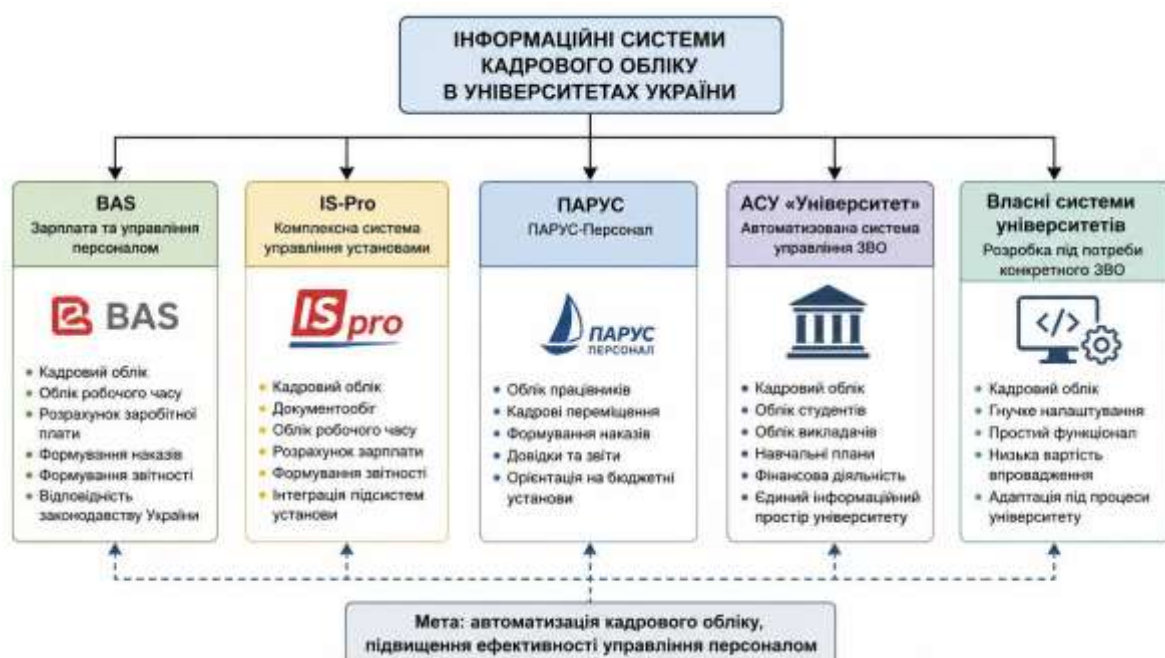 ІНФОРМАЦІЙНІ СИСТЕМИ
КАДРОВОГО ОБЛІКУ
В УНІВЕРСИТЕТАХ УКРАЇНИ
BAS
Зарплата та управління
персоналом
BAS
• Кадровий облік
• Облік робочого часу
• Розрахунок заробітної
плати
• Формування наказів
• Формування звітності
• Відповідність
законодавству України
IS-Pro
Комплексна система
управління установами
IS pro
• Кадровий облік
• Документообіг
• Облік робочого часу
• Розрахунок зарплати
• Формування звітності
• Інтеграція підсистем
установи
ПАРУС
ПАРУС-Персонал
ПАРУС
ПЕРСОНАЛ
• Облік працівників
• Кадрові переміщення
• Формування наказів
• Довідки та звіти
• Орієнтація на бюджетні
установи
АСУ «Університет»
Автоматизована система
управління ЗВО
• Кадровий облік
• Облік студентів
• Облік викладачів
• Навчальні плани
• Фінансова діяльність
• Єдиний інформаційний
простір університету
Власні системи
університетів
Розробка під потреби
конкретного ЗВО
</>
• Кадровий облік
• Гнучке налаштування
• Простий функціонал
• Низька вартість
впровадження
• Адаптація під процеси
університету
Мета: автоматизація кадрового обліку,
підвищення ефективності управління персоналом